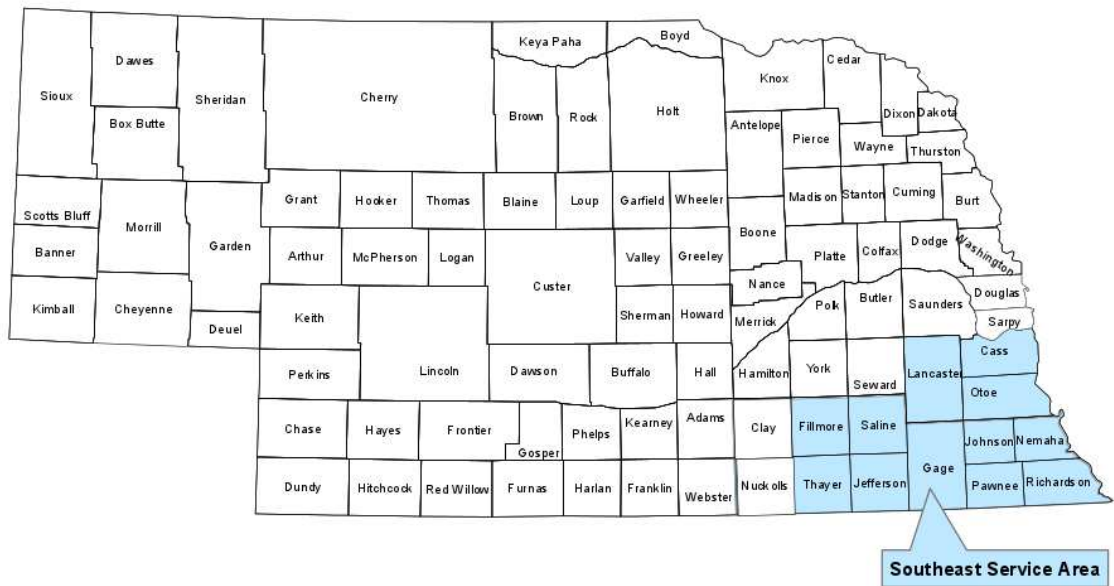 Keya Paha
Boyd
Dawes
Cedar
Knox
Sioux
Sheridan
Cherry
Brown
Rock
Holt
Dixon
Dakota
Box Butte
Antelope
Pierce
Wayne
Thurston
Grant
Hooker
Thomas
Blaine
Loup
Garfield
Wheeler
Madison
Stanton
Cuming
Burt
Scotts Bluff
Morrill
Garden
Boone
Banner
Arthur
McPherson
Logan
Custer
Valley
Greeley
Platte
Colfax
Dodge
Washington
Nance
Kimball
Cheyenne
Keith
Sherman
Howard
Merrick
Polk
Butler
Saunders
Douglas
Deuel
Sarpy
Perkins
Lincoln
Dawson
Buffalo
Hall
Hamilton
York
Seward
Lancaster
Cass
Otoe
Chase
Hayes
Frontier
Gosper
Phelps
Kearney
Adams
Clay
Fillmore
Saline
Johnson
Nemaha
Gage
Dundy
Hitchcock
Red Willow
Furnas
Harlan
Franklin
Webster
Nuckolls
Thayer
Jefferson
Pawnee
Richardson
Southeast Service Area